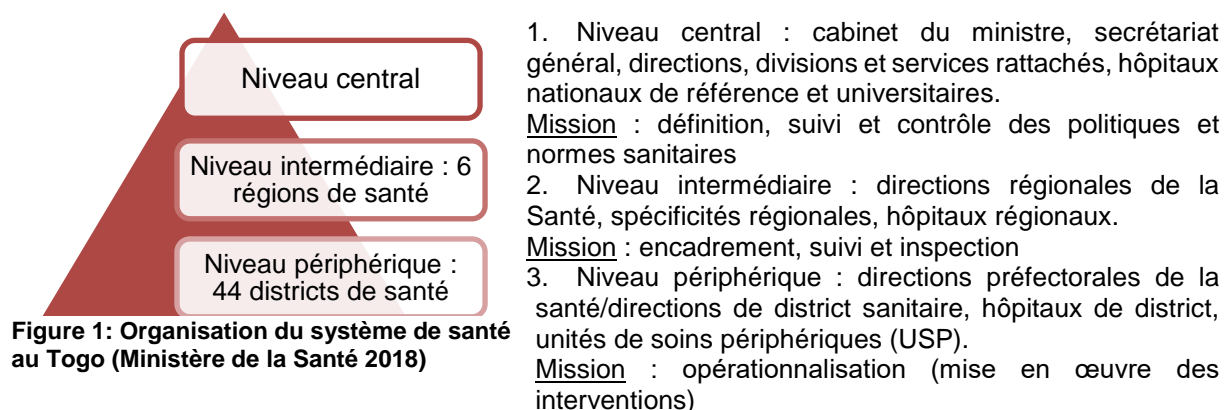 Niveau central
Niveau intermédiaire : 6
régions de santé
Niveau périphérique :
44 districts de santé
Figure 1: Organisation du système de santé
au Togo (Ministère de la Santé 2018)
1. Niveau central : cabinet du ministre, secrétariat
général, directions, divisions et services rattachés, hôpitaux
nationaux de référence et universitaires.
Mission : définition, suivi et contrôle des politiques et
normes sanitaires
2. Niveau intermédiaire : directions régionales de la
Santé, spécificités régionales, hôpitaux régionaux.
Mission : encadrement, suivi et inspection
3. Niveau périphérique : directions préfectorales de la
santé/directions de district sanitaire, hôpitaux de district,
unités de soins périphériques (USP).
Mission : opérationnalisation (mise en œuvre des
interventions)